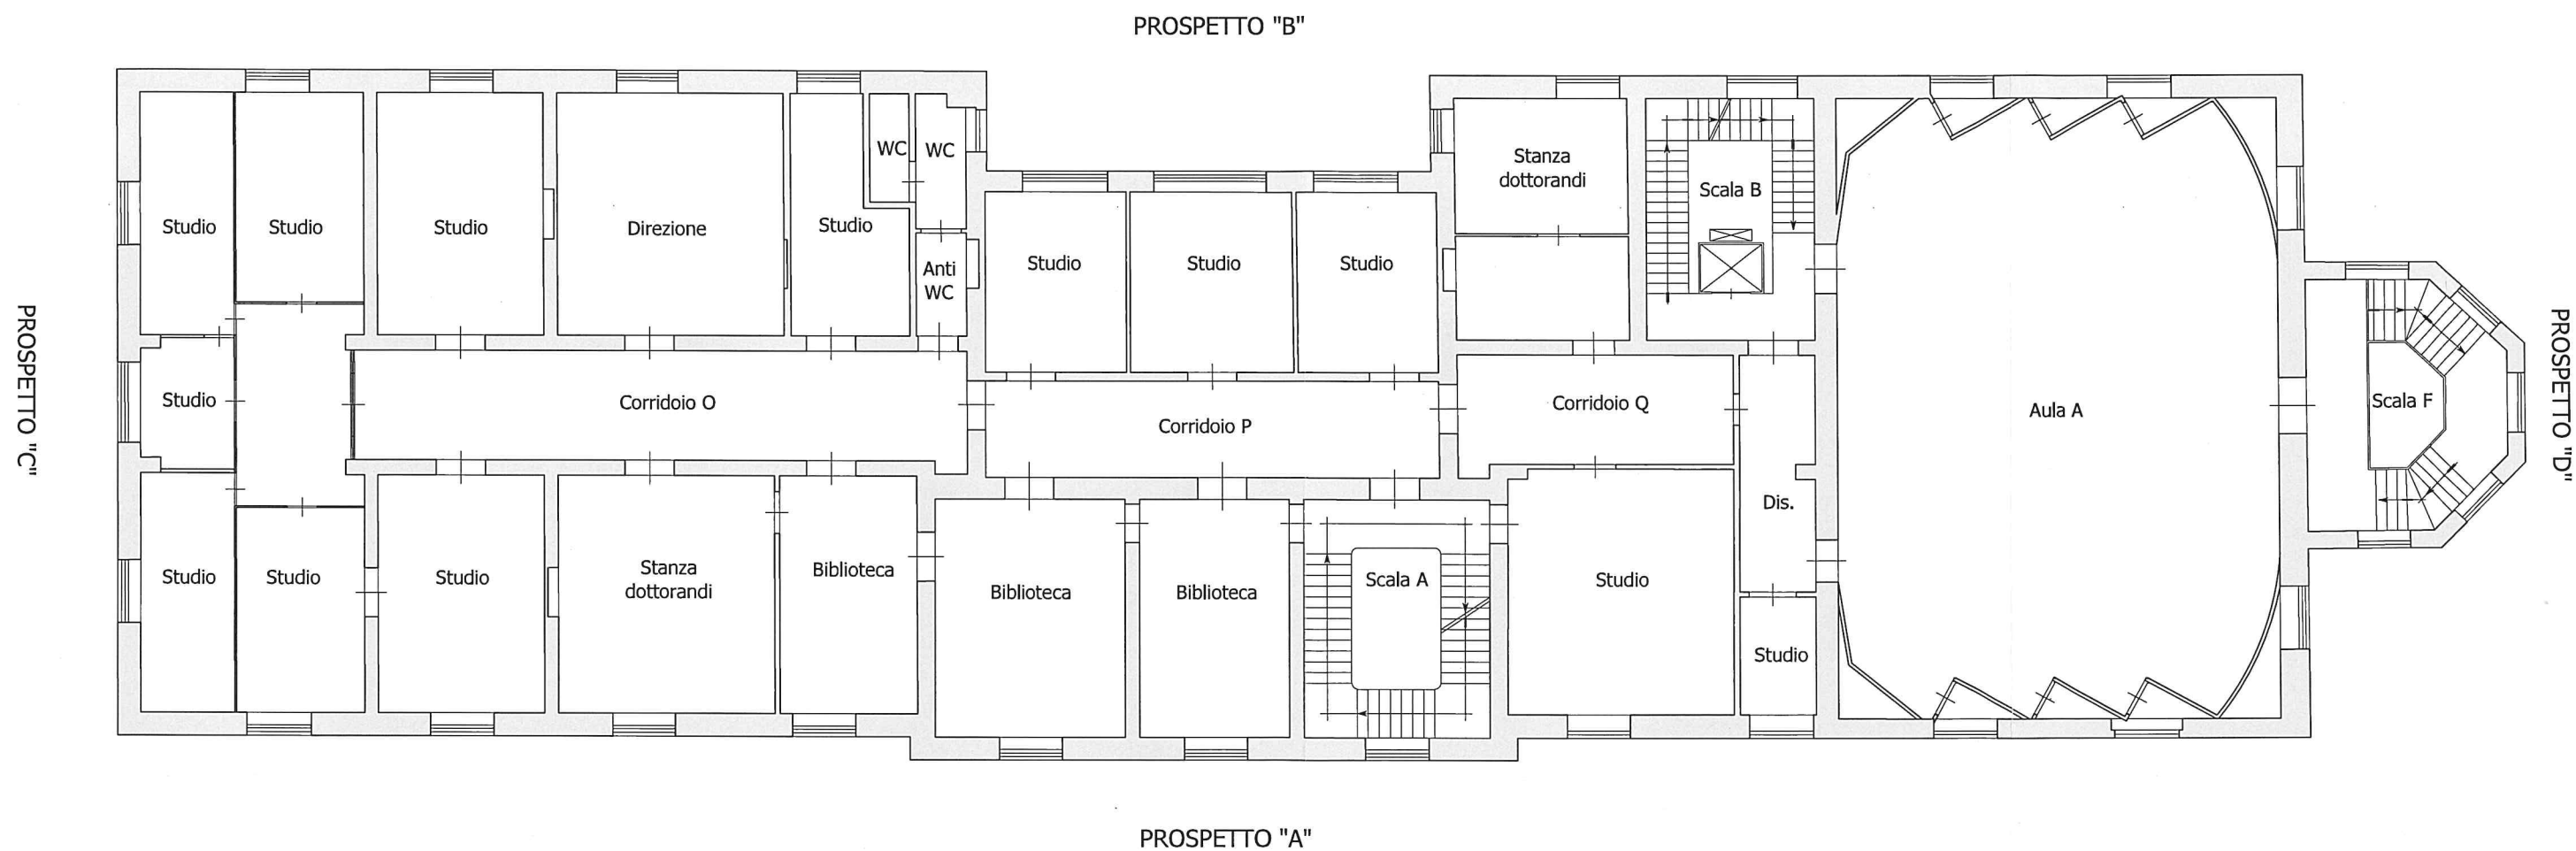 PROSPETTO "B"
WC
WC
Stanza
dottorandi
Scala B
Studio
Studio
Studio
Direzione
Studio
Anti
WC
Studio
Studio
Studio
PROSPETTO "C"
Studio
Corridoio O
Corridoio P
Corridoio Q
Aula A
Scala F
PROSPETTO "D"
Dis.
Studio
Studio
Studio
Stanza
dottorandi
Biblioteca
Biblioteca
Biblioteca
Scala A
Studio
Studio
PROSPETTO "A"